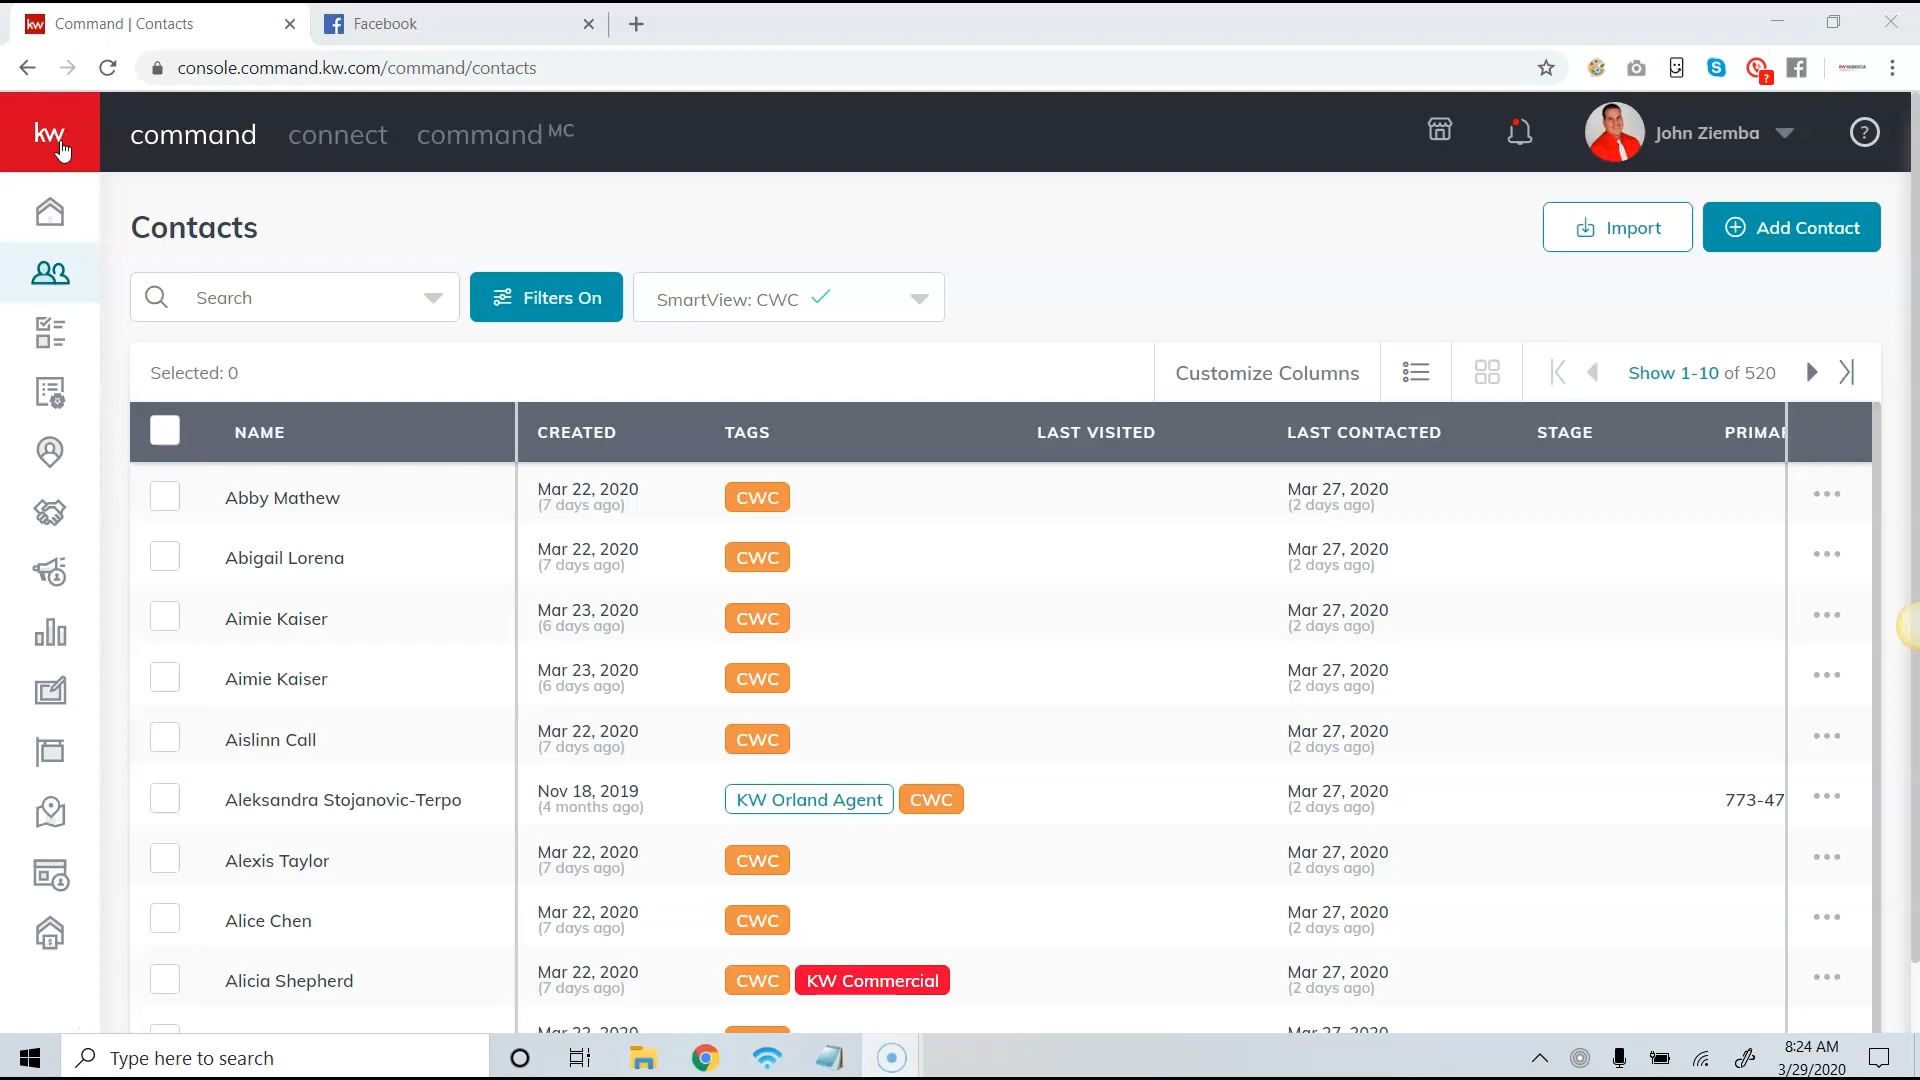 kw Command | Contacts
Facebook
console.command.kw.com/command/contacts
kw
command connect command MC
John Ziemba
?
Contacts
Import
Add Contact
Search
Filters On
SmartView: CWC
Selected: 0
Customize Columns
Show 1-10 of 520
NAME CREATED TAGS LAST VISITED LAST CONTACTED STAGE PRIMAR
Abby Mathew Mar 22, 2020 CWC Mar 27, 2020
(7 days ago) (2 days ago)
Abigail Lorena Mar 22, 2020 CWC Mar 27, 2020
(7 days ago) (2 days ago)
Aimie Kaiser Mar 23, 2020 CWC Mar 27, 2020
(6 days ago) (2 days ago)
Aimie Kaiser Mar 23, 2020 CWC Mar 27, 2020
(6 days ago) (2 days ago)
Aislinn Call Mar 22, 2020 CWC Mar 27, 2020
(7 days ago) (2 days ago)
Aleksandra Stojanovic-Terpo Nov 18, 2019 KW Orland Agent CWC Mar 27, 2020 773-47
(4 months ago) (2 days ago)
Alexis Taylor Mar 22, 2020 CWC Mar 27, 2020
(7 days ago) (2 days ago)
Alice Chen Mar 22, 2020 CWC Mar 27, 2020
(7 days ago) (2 days ago)
Alicia Shepherd Mar 22, 2020 CWC KW Commercial Mar 27, 2020
(7 days ago) (2 days ago)
Mar 22, 2020 Mar 27, 2020
Type here to search
8:24 AM
3/29/2020